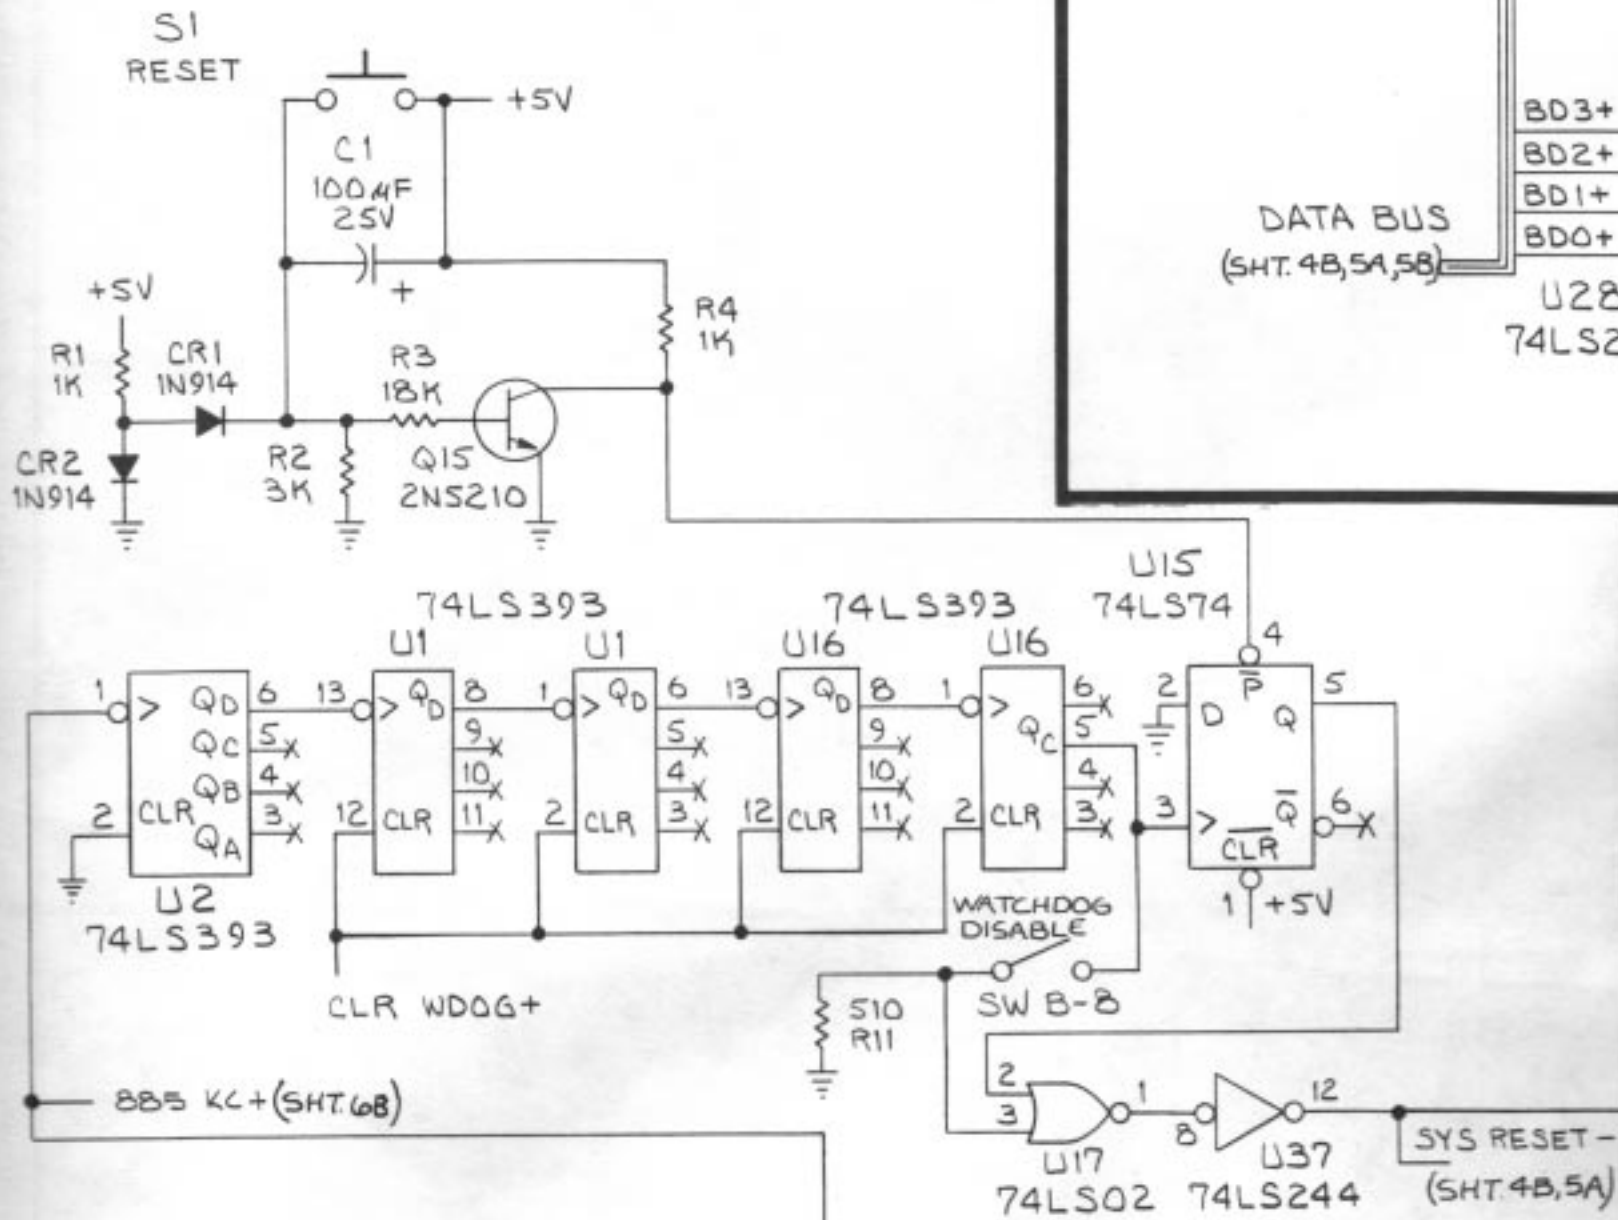 S1
RESET
+5V
C1
100µF
25V
+
+5V
R1
1K
CR1
1N914
R3
18K
R4
1K
CR2
1N914
R2
3K
Q15
2N5210
DATA BUS
(SHT. 4B,5A,5B)
BD3+
BD2+
BD1+
BD0+
U28
74LS2
74LS393
74LS393
U15
74LS74
U1
U1
U16
U16
4
1
>
QD
6
QC
5
QB
4
QA
3
2
CLR
U2
74LS393
13
>
QD
8
9
10
11
12
CLR
1
>
QD
6
5
4
3
2
CLR
13
>
QD
8
9
10
11
12
CLR
1
>
6
QC
5
4
3
2
CLR
2
D
P
Q
5
3
>
Q
6
CLR
1
+5V
WATCHDOG
DISABLE
SW B-8
CLR WDOG+
510
R11
885 KC+(SHT.6B)
2
3
1
8
12
U17
74LS02
U37
74LS244
SYS RESET-
(SHT.4B,5A)